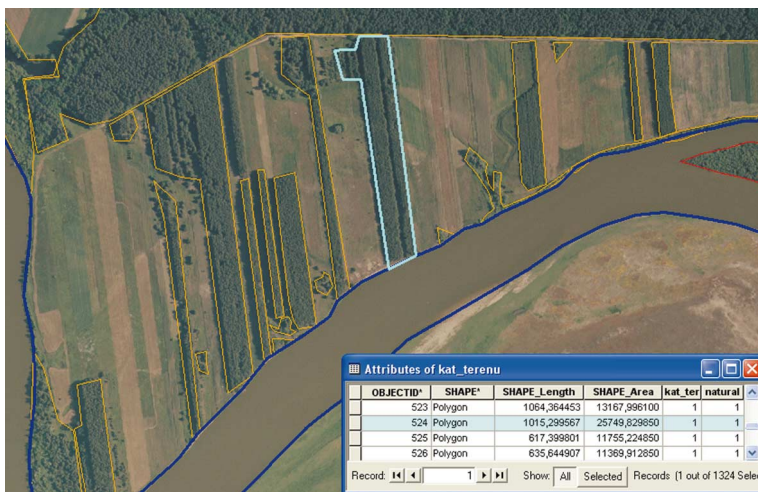 Attributes of kat_terenu
OBJECTID* SHAPE* SHAPE_Length SHAPE_Area kat_ter natural
523 Polygon 1064,364453 13167,996100 1 1
524 Polygon 1015,299567 25749,829850 1 1
525 Polygon 617,399801 11755,224850 1 1
526 Polygon 635,644907 11369,912850 1 1
Record: 1 Show: All Selected Records (1 out of 1324 Selec